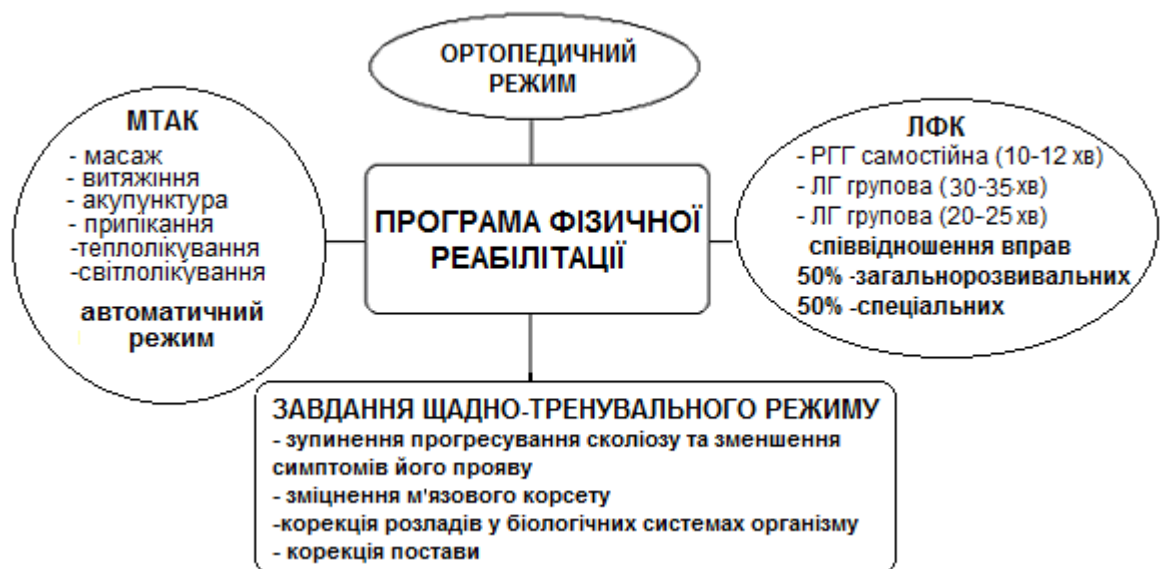 ОРТОПЕДИЧНИЙ
РЕЖИМ
МТАК
- масаж
- витяжіння
- акупунктура
- припікання
-теплолікування
-світлолікування
автоматичний
режим
ПРОГРАМА ФІЗИЧНОЇ
РЕАБІЛІТАЦІЇ
ЛФК
- РГГ самостійна (10-12 хв)
- ЛГ групова (30-35 хв)
- ЛГ групова (20-25 хв)
співвідношення вправ
50% -загальнорозвивальних
50% -спеціальних
ЗАВДАННЯ ЩАДНО-ТРЕНУВАЛЬНОГО РЕЖИМУ
- зупинення прогресування сколіозу та зменшення
симптомів його прояву
- зміцнення м'язового корсету
-корекція розладів у біологічних системах організму
- корекція постави